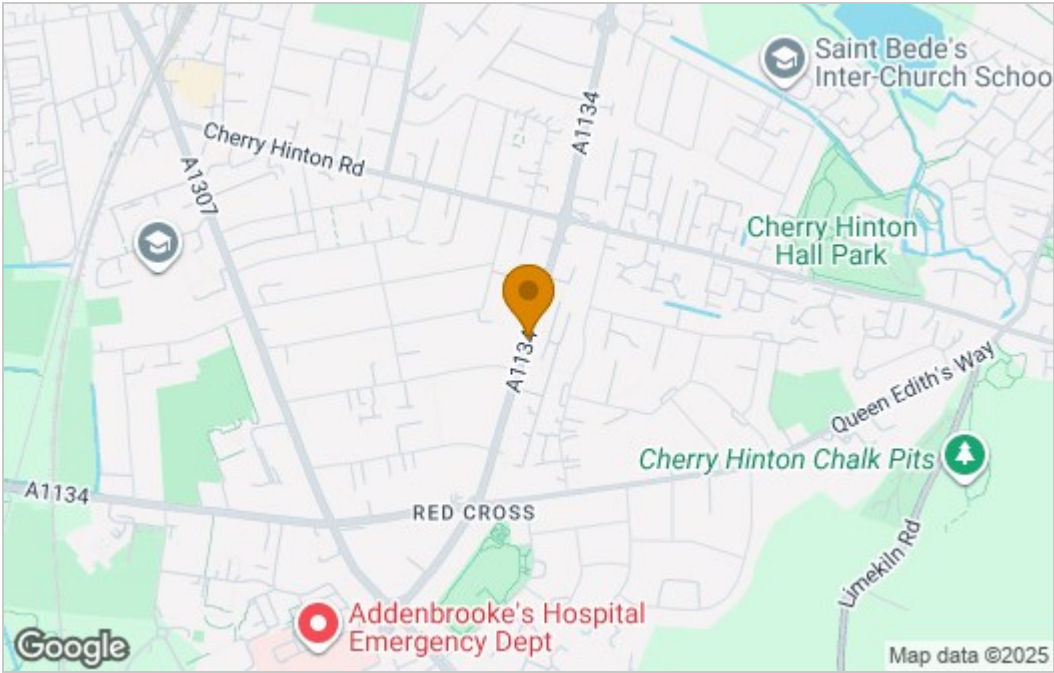 Saint Bede's
Inter-Church Schoo
A1134
Cherry Hinton Rd
A1307
Cherry Hinton
Hall Park
A1134
Queen Edith's Way
Cherry Hinton Chalk Pits
A1134
RED CROSS
Limekiln Rd
Addenbrooke's Hospital
Emergency Dept
Google
Map data ©2025